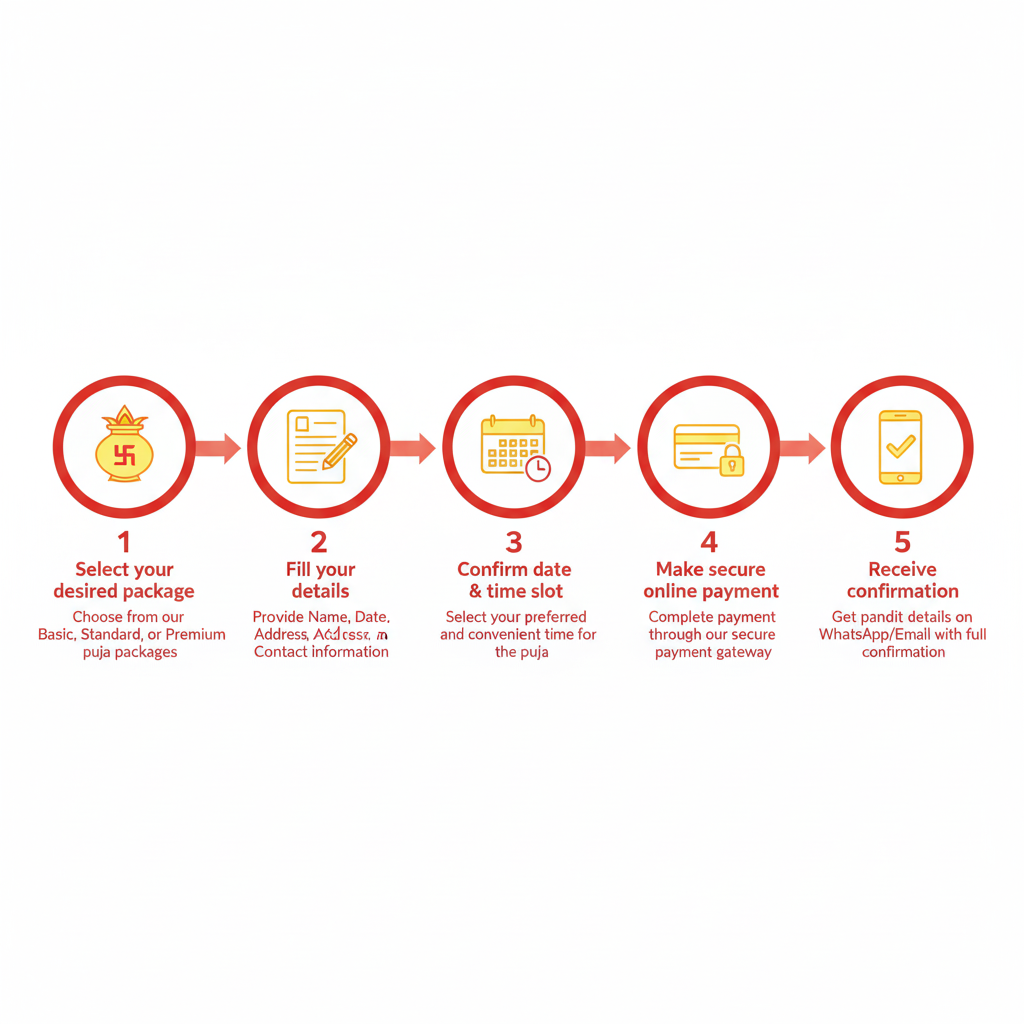 1
Select your
desired package
Choose from our
Basic, Standard, or Premium
puja packages
2
Fill your
details
Provide Name, Date,
Address,
Contact information
3
Confirm date
& time slot
Select your preferred
and convenient time for
the puja
4
Make secure
online payment
Complete payment
through our secure
payment gateway
5
Receive
confirmation
Get pandit details on
WhatsApp/Email with full
confirmation